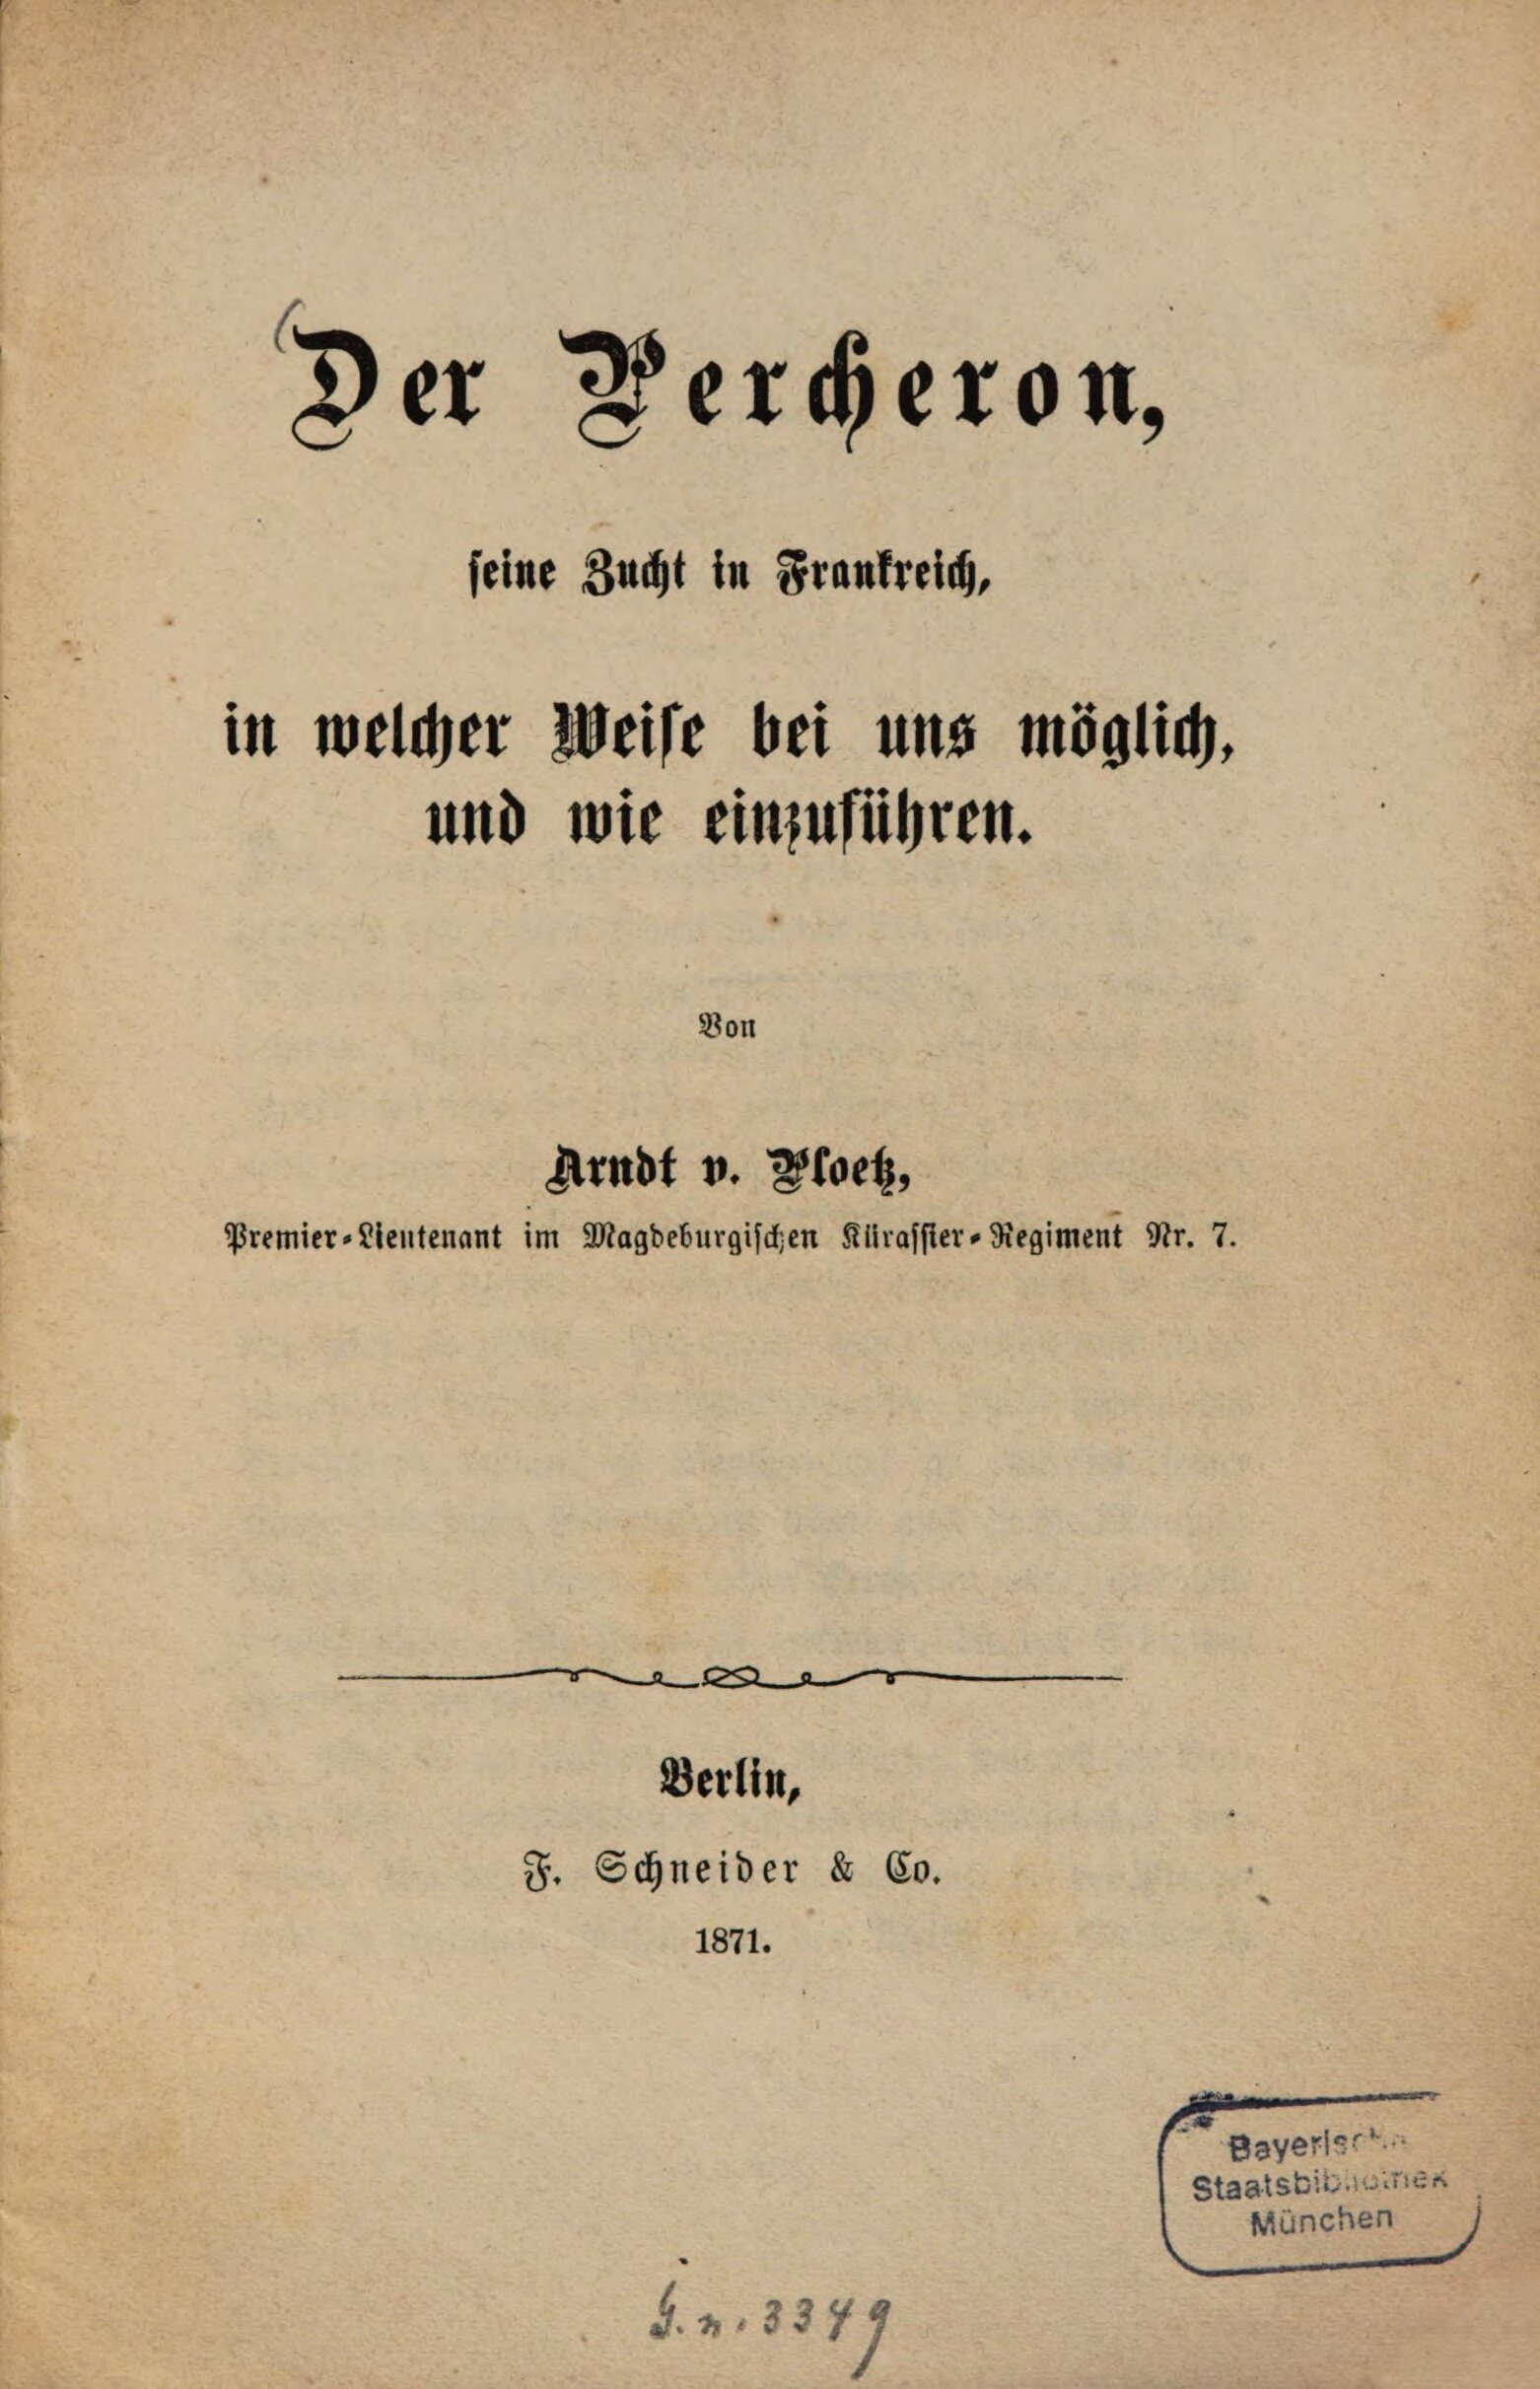 Der Percheron,
seine Zucht in Frankreich,
in welcher Weise bei uns möglich,
und wie einzuführen.
Von
Arndt v. Ploetz,
Premier-Lieutenant im Magdeburgischen Kürassier-Regiment Nr. 7.
Berlin,
F. Schneider & Co.
1871.
Bayerische
Staatsbibliothek
München
G. n. 3349